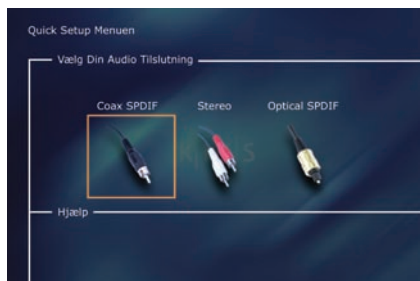 Quick Setup Menuen
Vælg Din Audio Tilslutning
Coax SPDIF Stereo Optical SPDIF
Hjælp